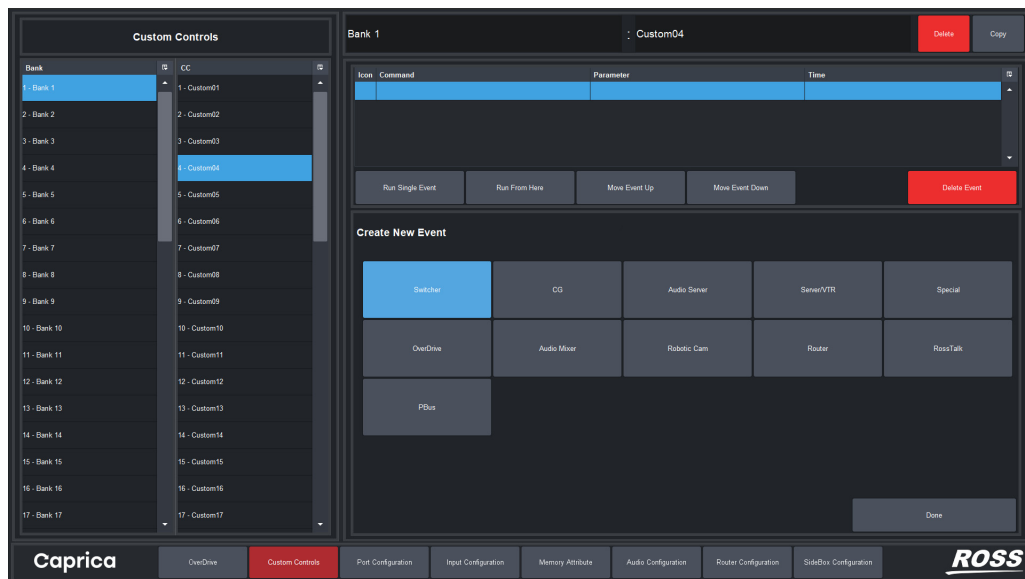 Custom Controls
Bank 1 : Custom04
Delete
Copy
Bank
CC
1 - Bank 1
1 - Custom01
2 - Bank 2
2 - Custom02
3 - Bank 3
3 - Custom03
4 - Bank 4
4 - Custom04
5 - Bank 5
5 - Custom05
6 - Bank 6
6 - Custom06
7 - Bank 7
7 - Custom07
8 - Bank 8
8 - Custom08
9 - Bank 9
9 - Custom09
10 - Bank 10
10 - Custom10
11 - Bank 11
11 - Custom11
12 - Bank 12
12 - Custom12
13 - Bank 13
13 - Custom13
14 - Bank 14
14 - Custom14
15 - Bank 15
15 - Custom15
16 - Bank 16
16 - Custom16
17 - Bank 17
17 - Custom17
Icon Command Parameter Time
Run Single Event
Run From Here
Move Event Up
Move Event Down
Delete Event
Create New Event
Switcher
CG
Audio Server
Server/VTR
Special
OverDrive
Audio Mixer
Robotic Cam
Router
RossTalk
PBus
Done
Caprica
OverDrive
Custom Controls
Port Configuration
Input Configuration
Memory Attribute
Audio Configuration
Router Configuration
SideBox Configuration
ROSS